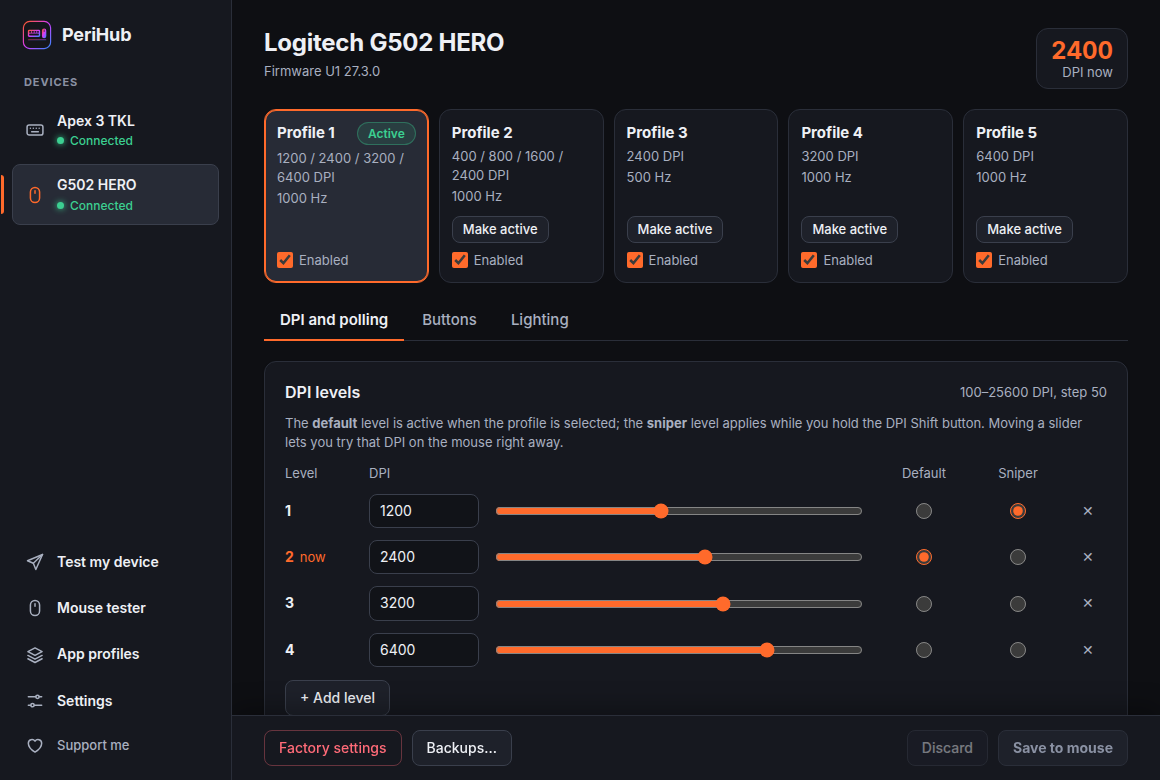 PeriHub
DEVICES
Apex 3 TKL
Connected
G502 HERO
Connected
Test my device
Mouse tester
App profiles
Settings
Support me
Logitech G502 HERO
Firmware U1 27.3.0
2400
DPI now
Profile 1 Active
1200 / 2400 / 3200 /
6400 DPI
1000 Hz
Enabled
Profile 2
400 / 800 / 1600 /
2400 DPI
1000 Hz
Make active
Enabled
Profile 3
2400 DPI
500 Hz
Make active
Enabled
Profile 4
3200 DPI
1000 Hz
Make active
Enabled
Profile 5
6400 DPI
1000 Hz
Make active
Enabled
DPI and polling Buttons Lighting
DPI levels 100–25600 DPI, step 50
The default level is active when the profile is selected; the sniper level applies while you hold the DPI Shift button. Moving a slider
lets you try that DPI on the mouse right away.
Level DPI Default Sniper
1 1200 ✕
2 now 2400 ✕
3 3200 ✕
4 6400 ✕
+ Add level
Factory settings Backups... Discard Save to mouse